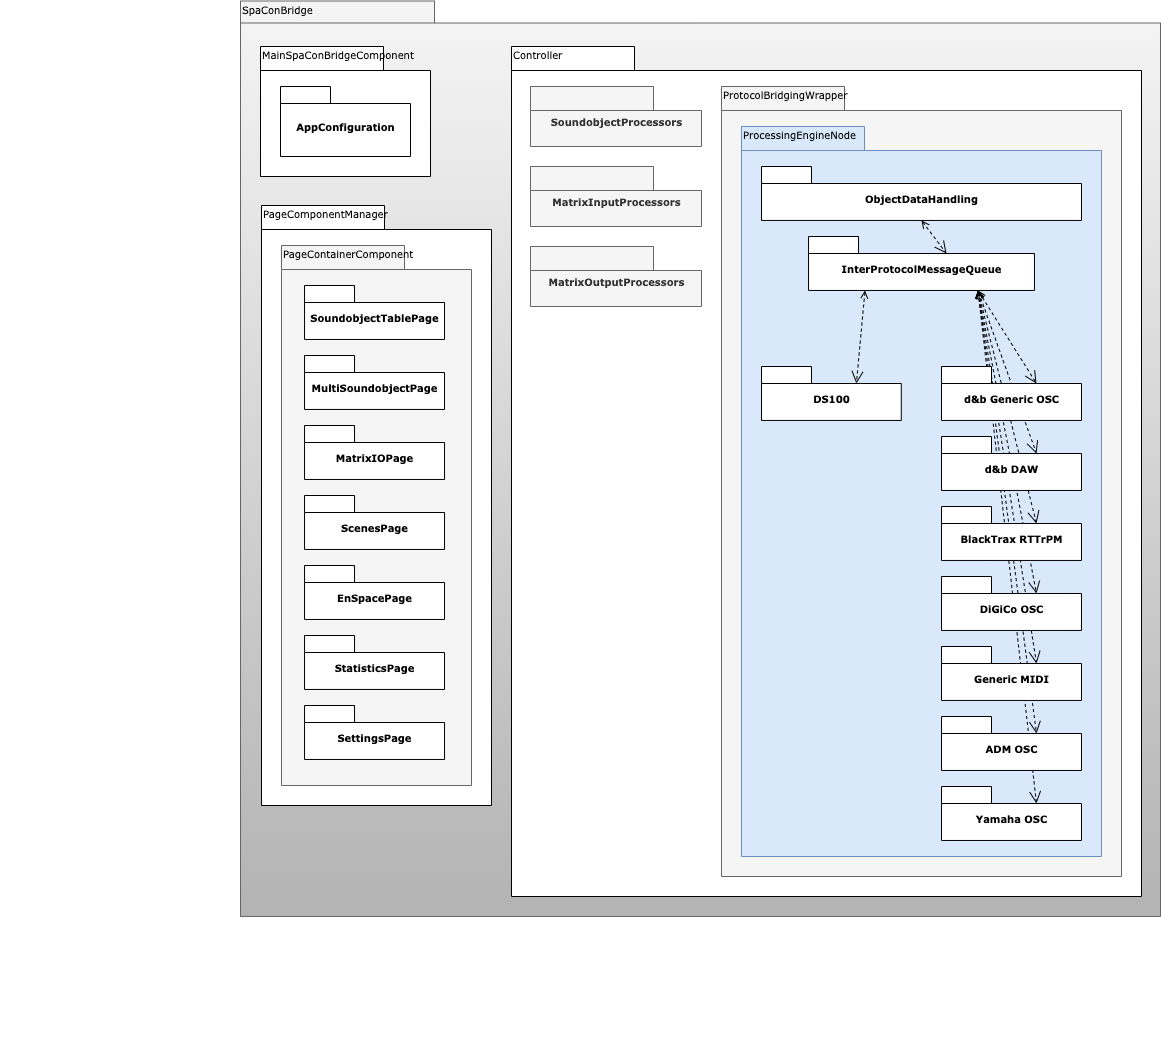 SpaConBridge
MainSpaConBridgeComponent
AppConfiguration
PageComponentManager
PageContainerComponent
SoundobjectTablePage
MultiSoundobjectPage
MatrixIOPage
ScenesPage
EnSpacePage
StatisticsPage
SettingsPage
Controller
SoundobjectProcessors
MatrixInputProcessors
MatrixOutputProcessors
ProtocolBridgingWrapper
ProcessingEngineNode
ObjectDataHandling
InterProtocolMessageQueue
DS100
d&b Generic OSC
d&b DAW
BlackTrax RTTrPM
DiGiCo OSC
Generic MIDI
ADM OSC
Yamaha OSC